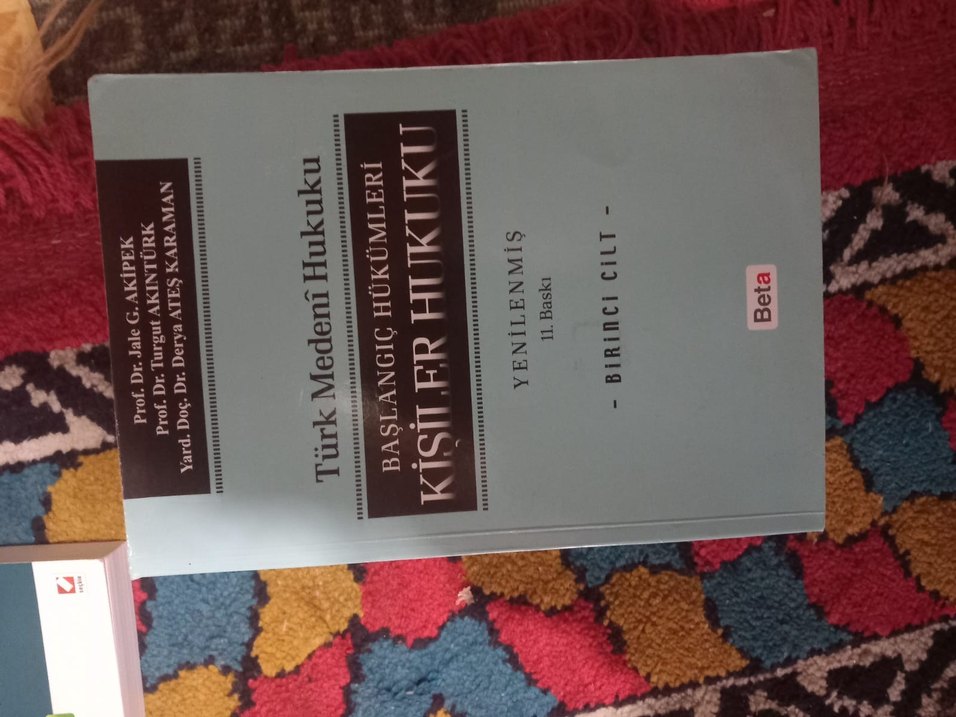 Prof. Dr. Jale G. AKİPEK
Prof. Dr. Turgut AKINTÜRK
Yard. Doç. Dr. Derya ATEŞ KARAMAN
Türk Medenî Hukuku
BAŞLANGIÇ HÜKÜMLERİ
KİŞİLER HUKUKU
YENİLENMİŞ
11. Baskı
- BİRİNCİ CİLT -
Beta
seçkin